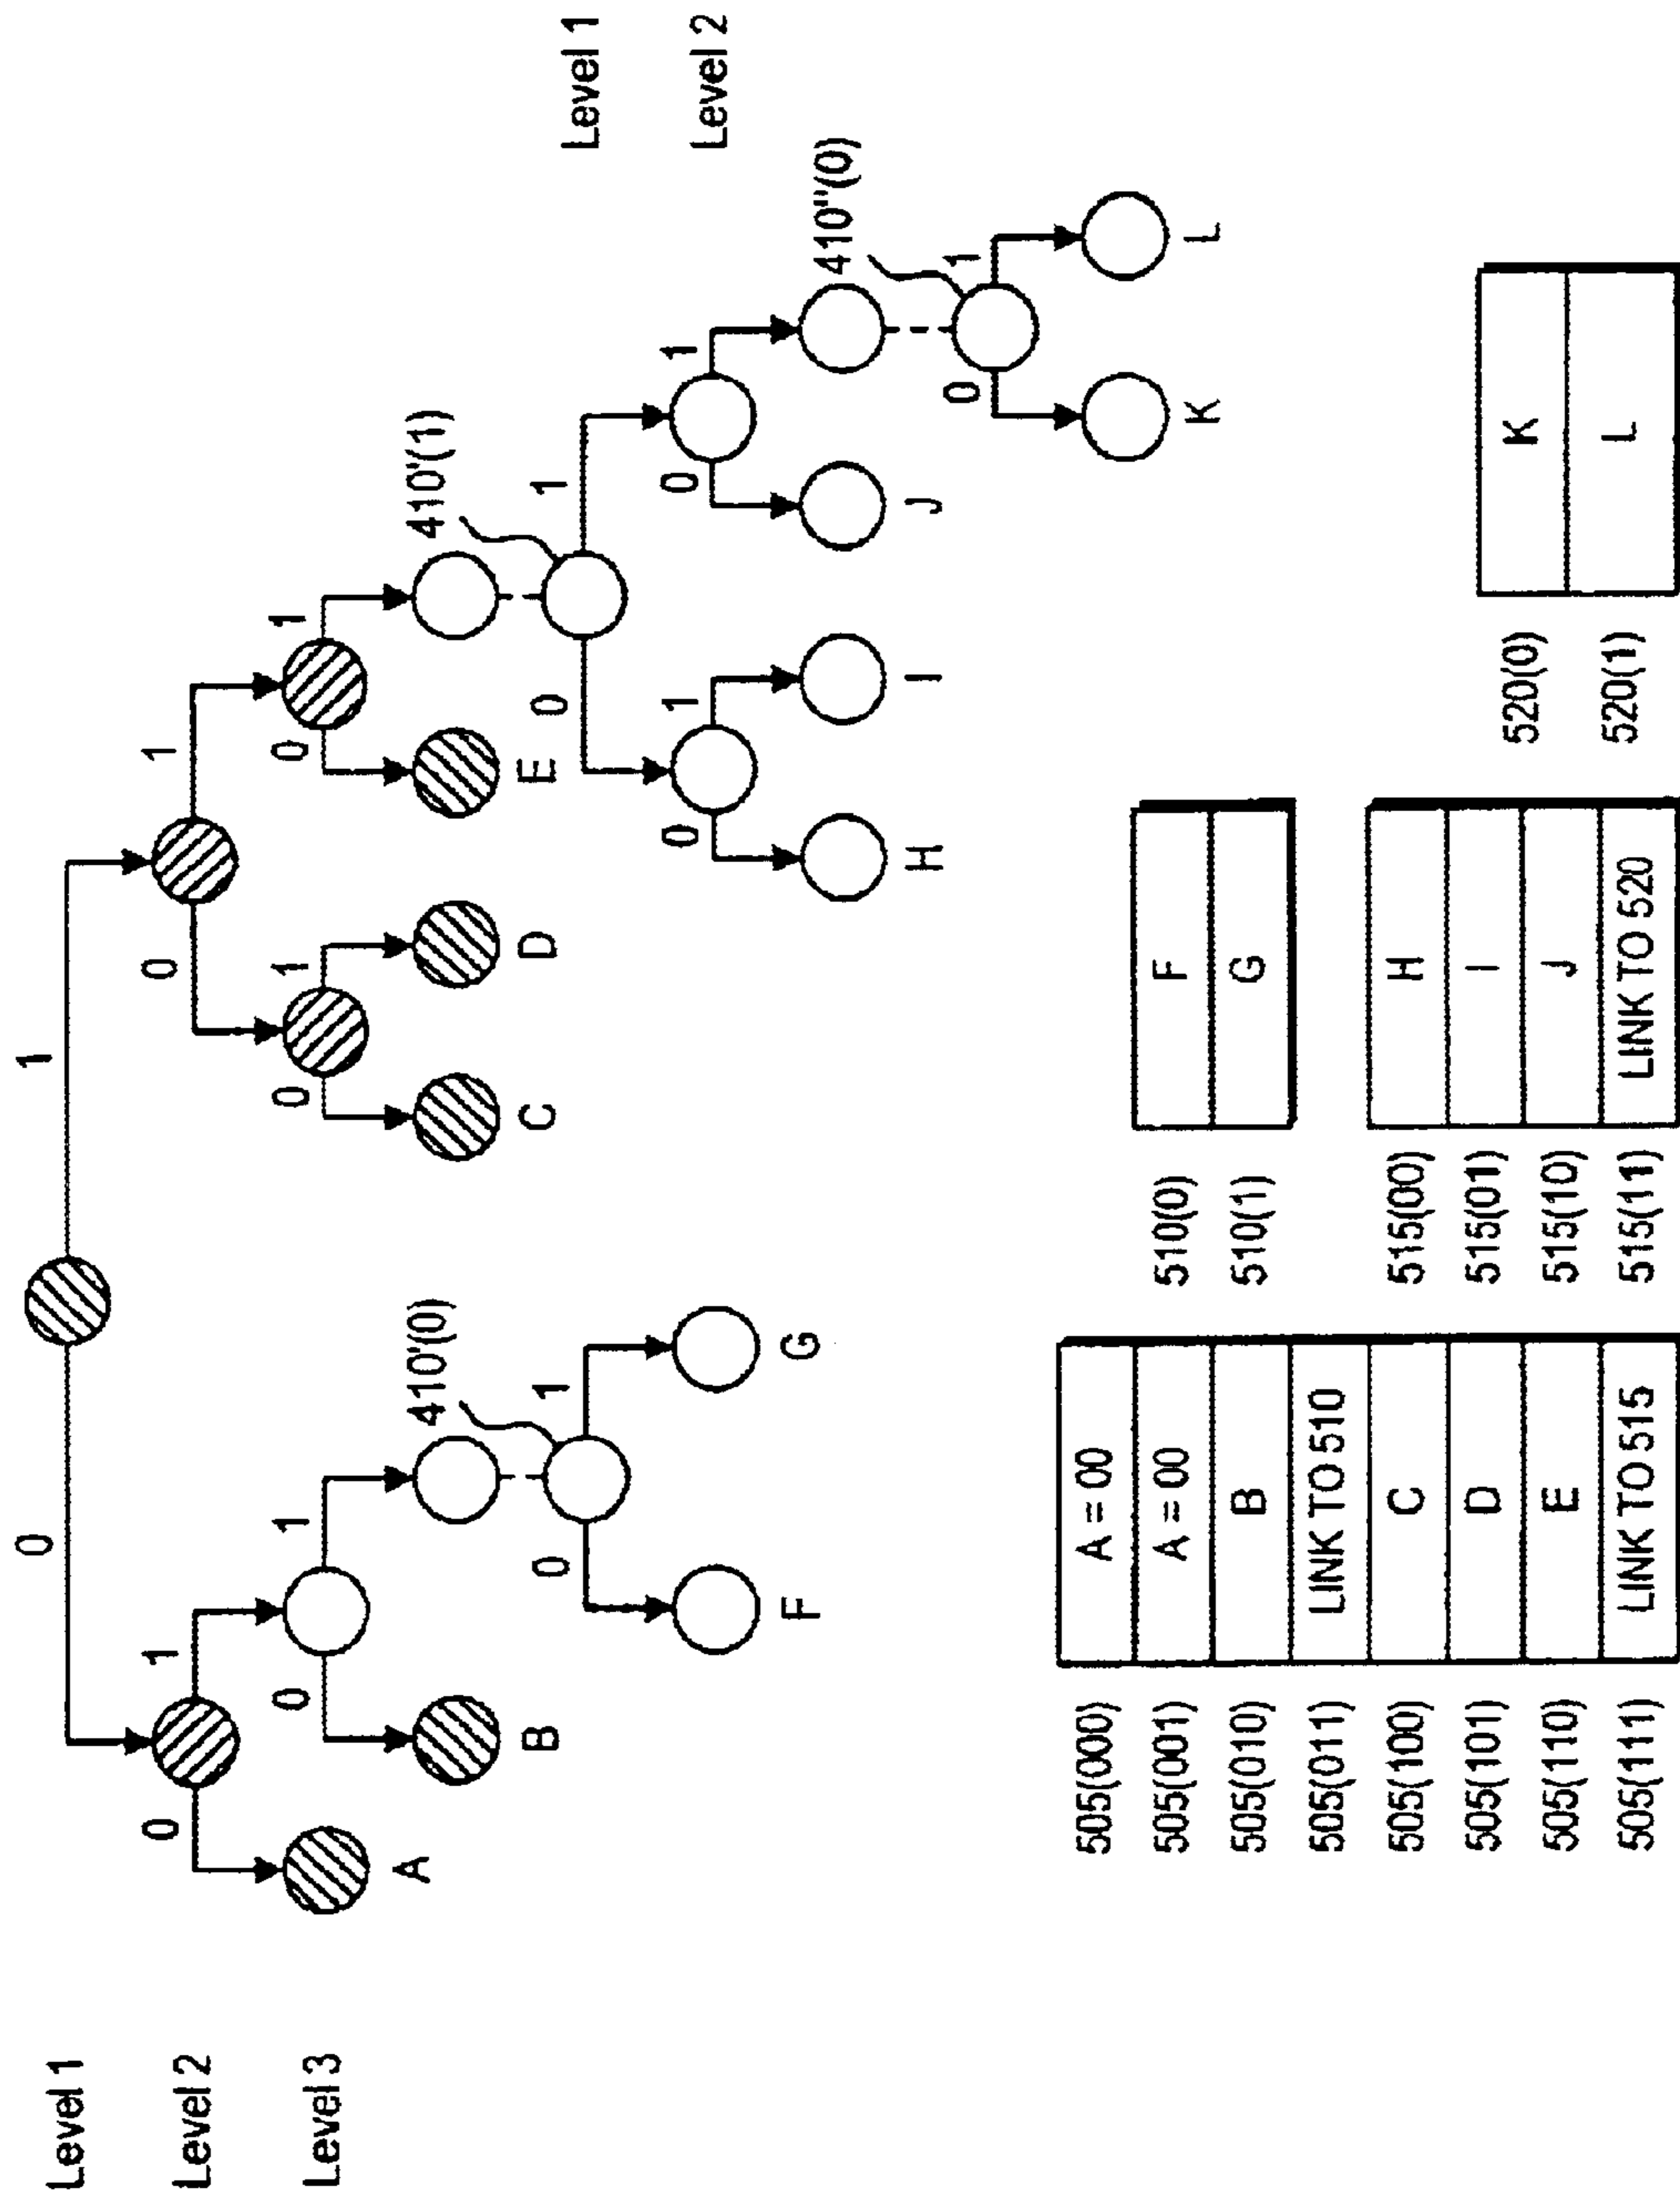 0 1
Level 1
0 1 0 1
Level 2
0 1 0 1 0 1
Level 3
A
410'(0) 410'(1)
B C D E
0 1 0 1
Level 1
F G
0 1 0 1
Level 2
410''(0)
H I J
0 1
K L
505(000) A = 00
505(001) A = 00
505(010) B
505(011) LINK TO 510
505(100) C
505(101) D
505(110) E
505(111) LINK TO 515
510(0) F
510(1) G
515(00) H
515(01) I
515(10) J
515(11) LINK TO 520
520(0) K
520(1) L